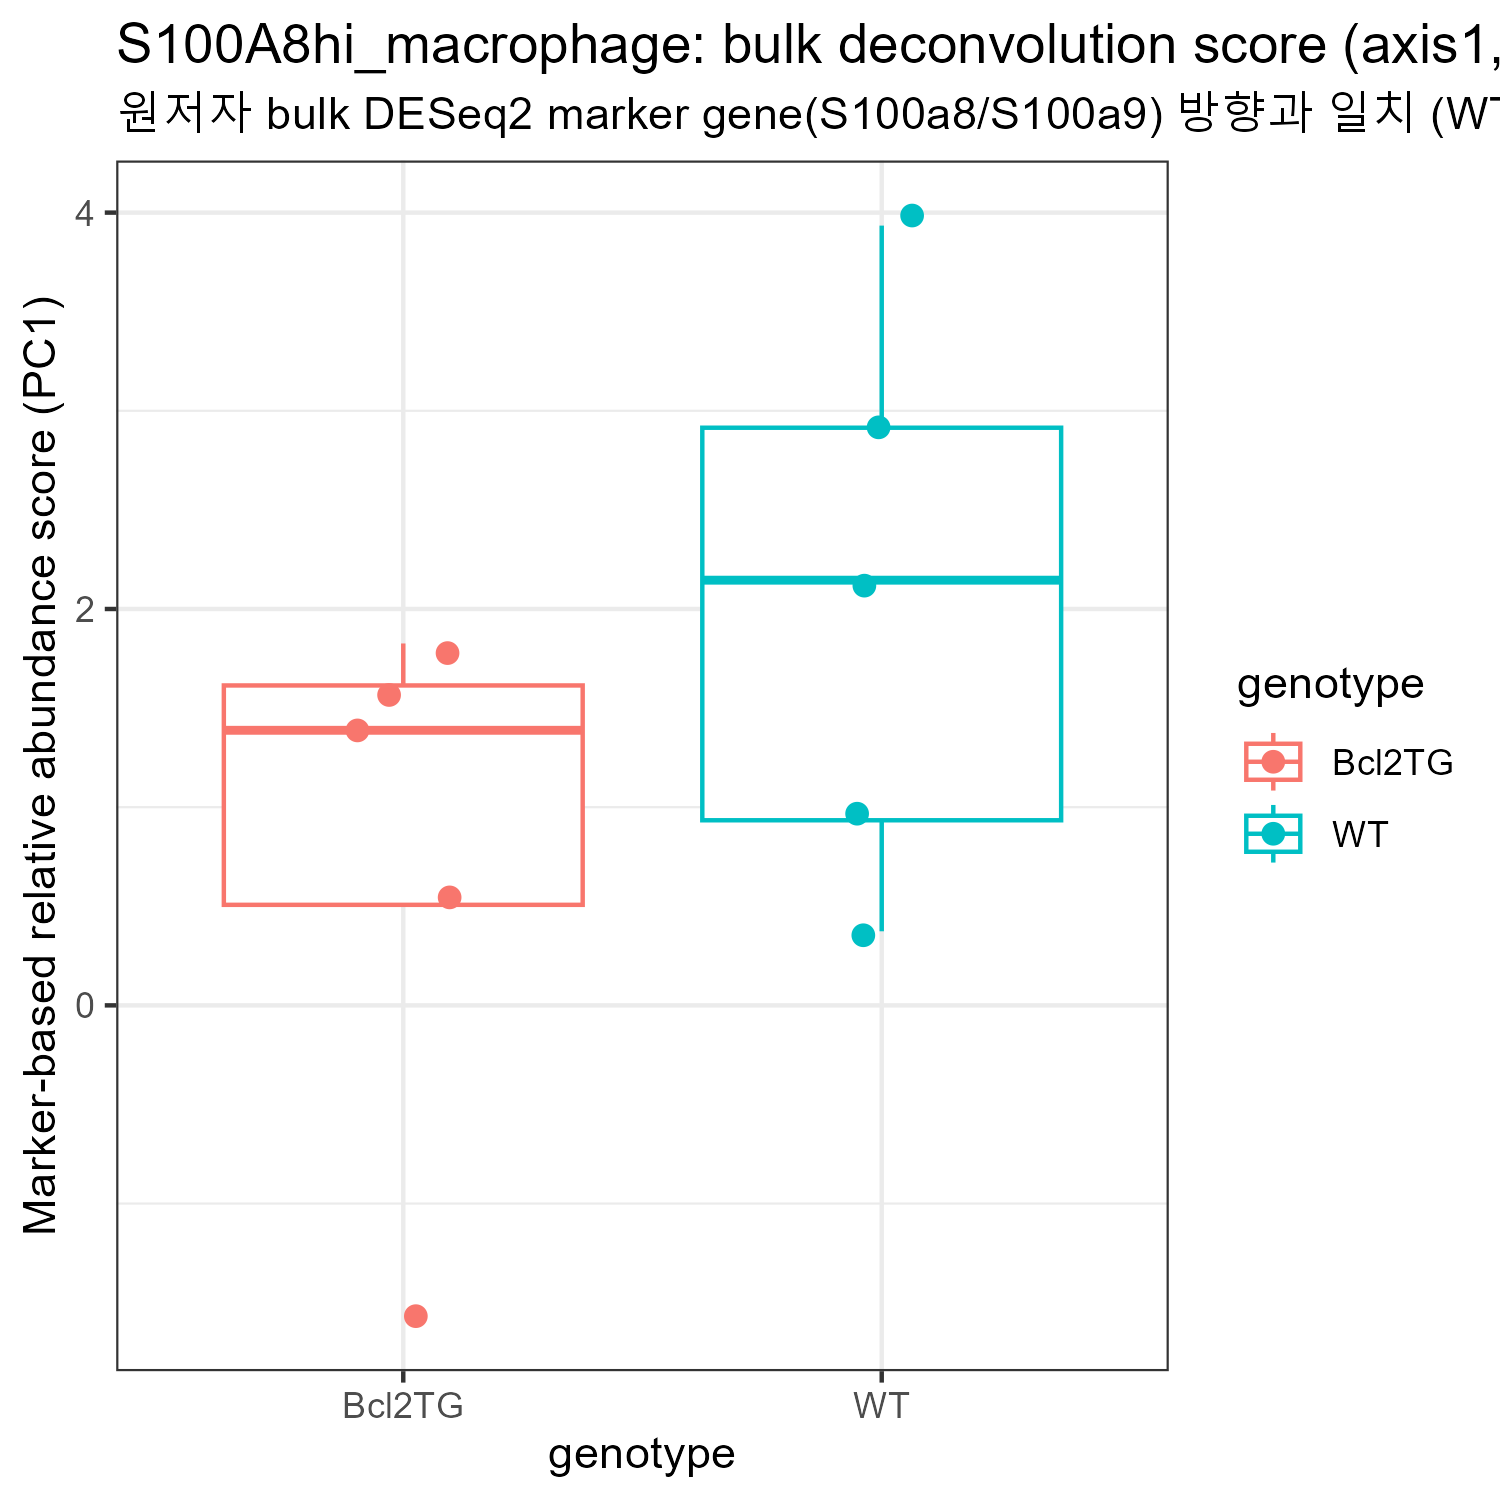 S100A8hi_macrophage: bulk deconvolution score (axis1,
원저자 bulk DESeq2 marker gene(S100a8/S100a9) 방향과 일치 (WT
Marker-based relative abundance score (PC1)
4
2
0
Bcl2TG
WT
genotype
genotype
Bcl2TG
WT